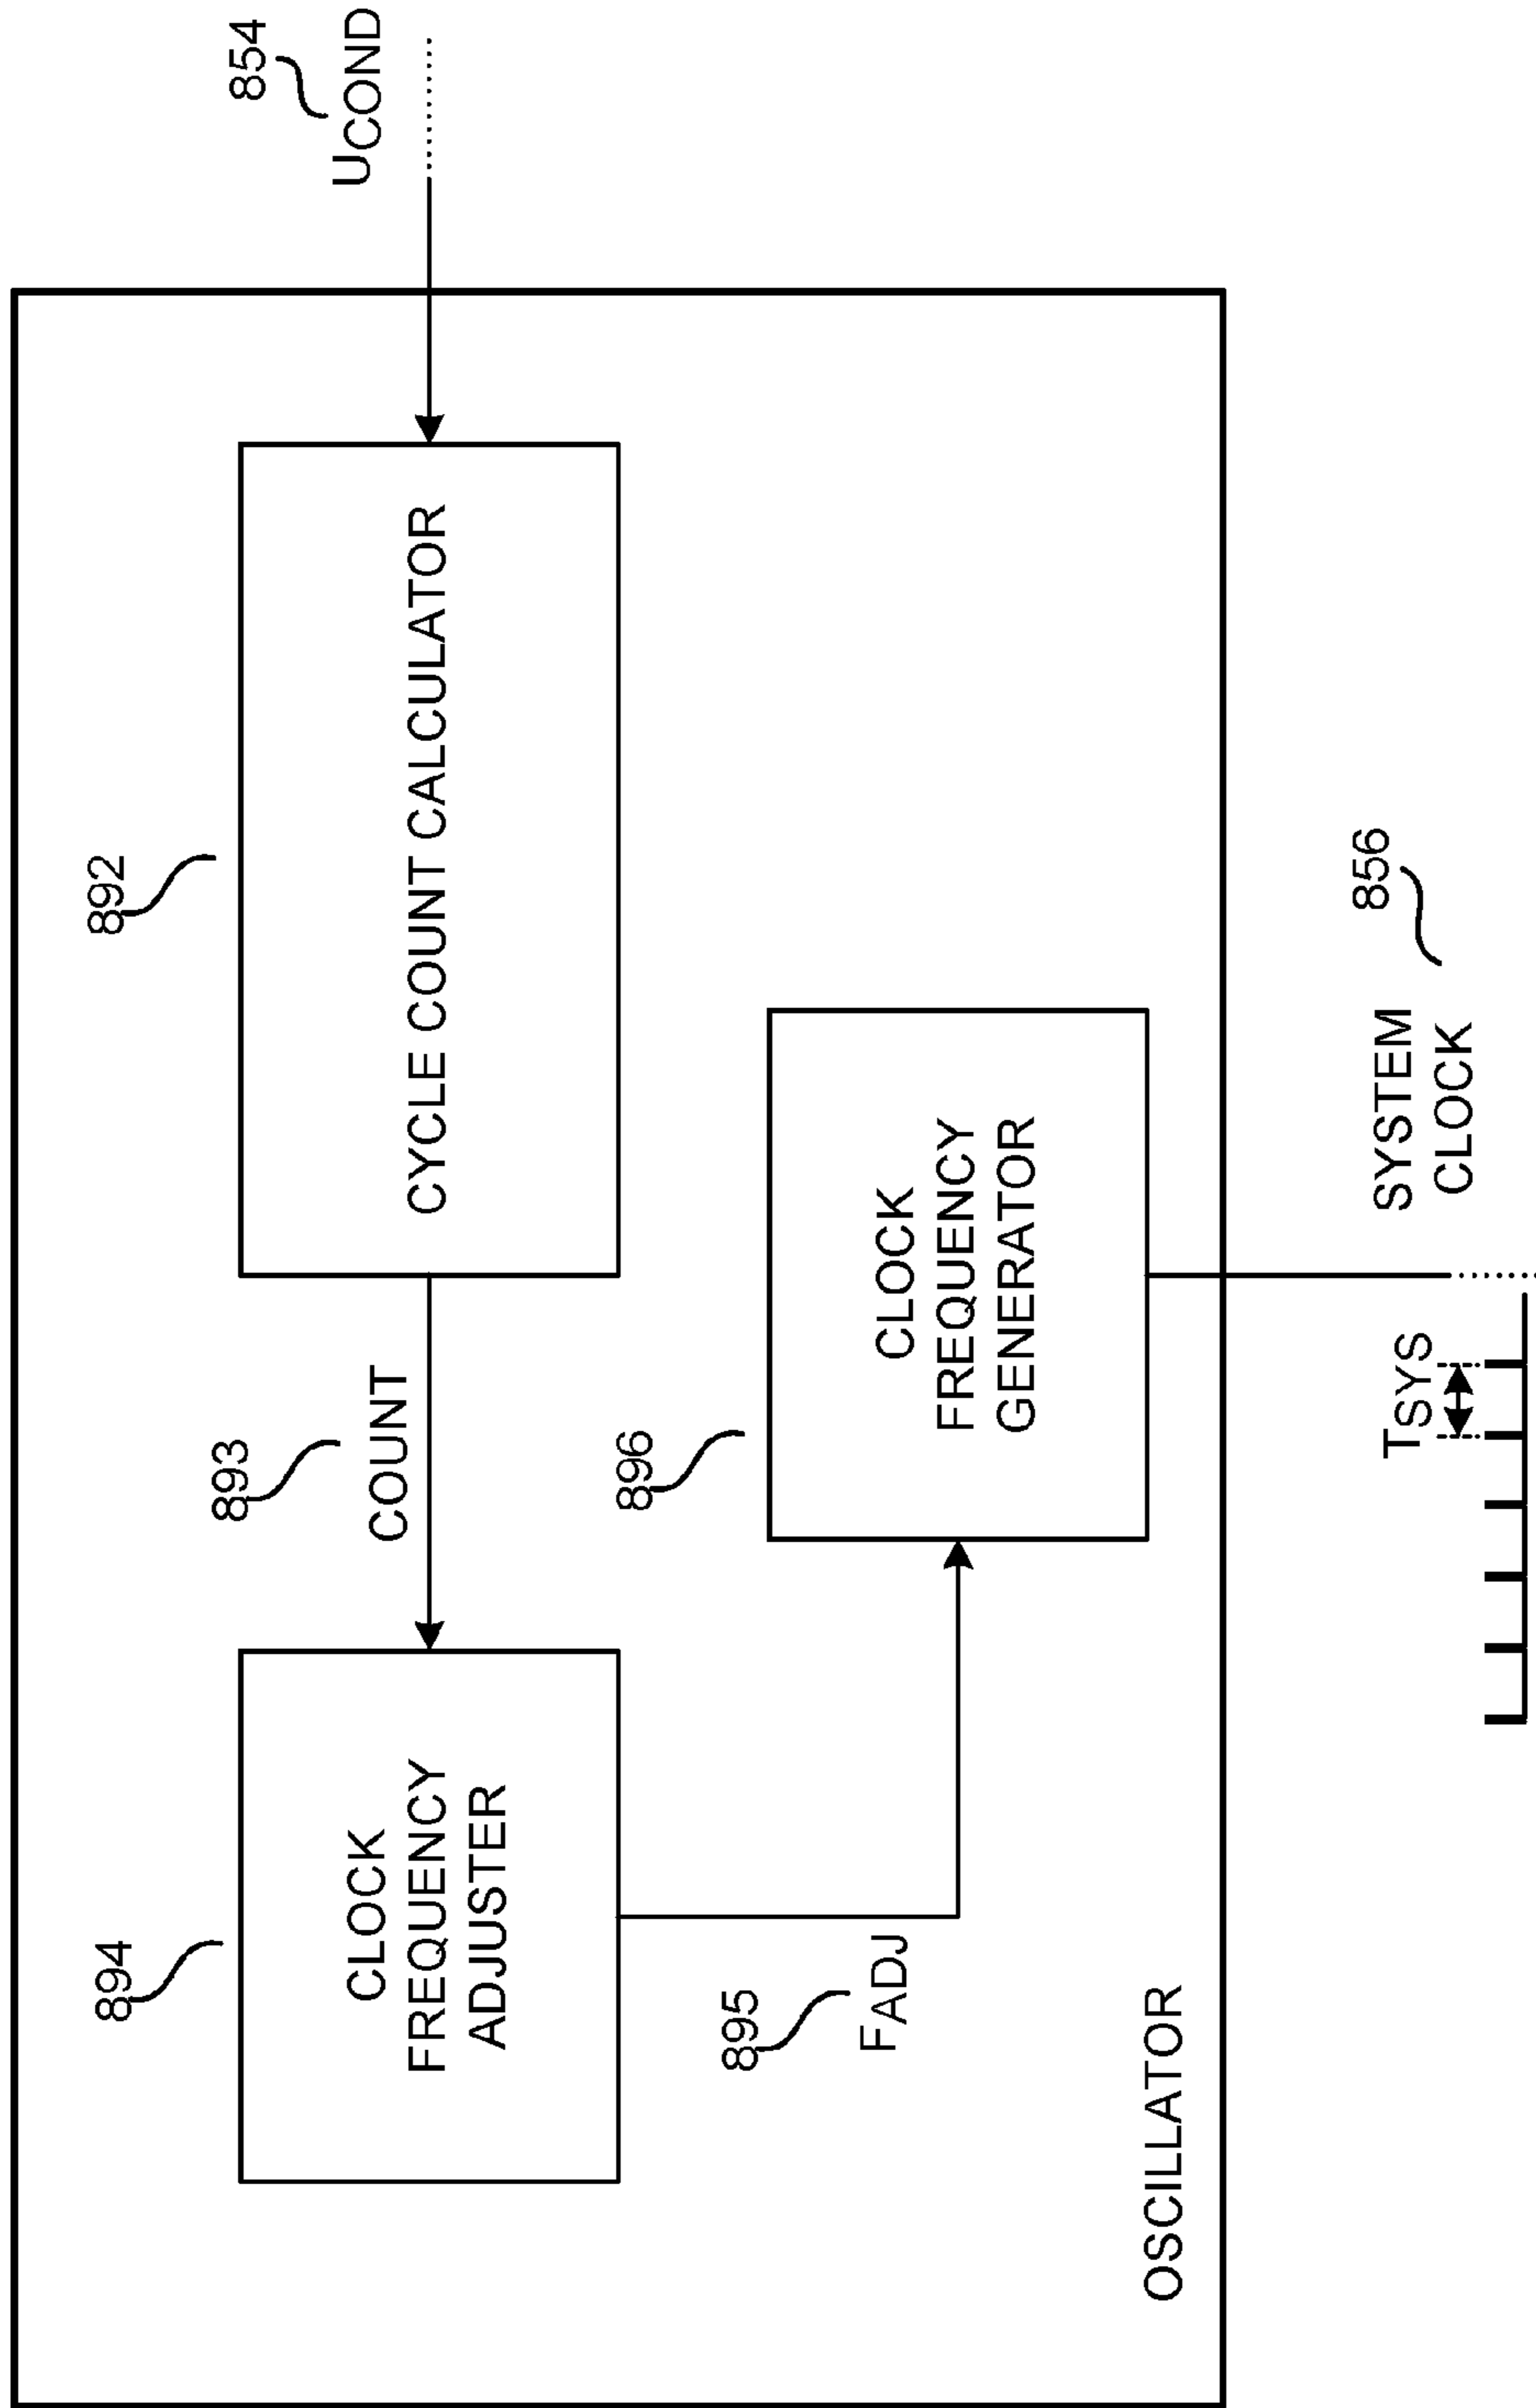 894
892
893
854
UCOND
COUNT
CLOCK
FREQUENCY
ADJUSTER
CYCLE COUNT CALCULATOR
895
896
FADJ
CLOCK
FREQUENCY
GENERATOR
OSCILLATOR
TSYS
SYSTEM
CLOCK
856